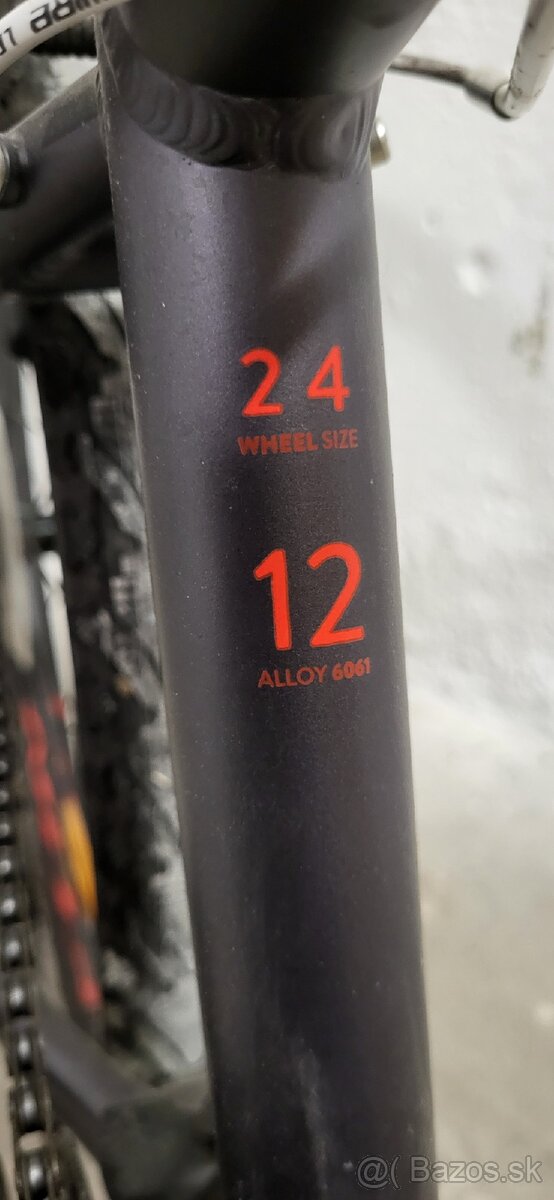 24
WHEEL SIZE
12
ALLOY 6061
@( Bazos.sk